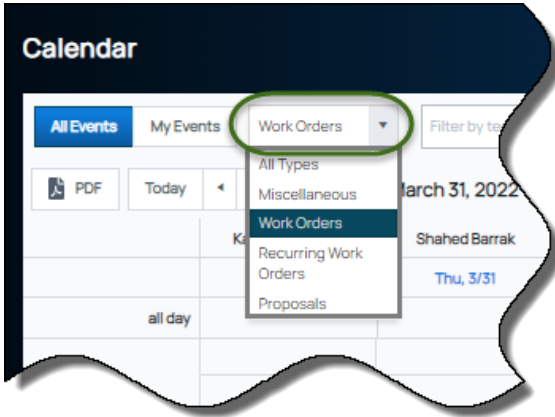 Calendar
All Events My Events Work Orders Filter by te
PDF Today All Types
Miscellaneous
March 31, 2022
Work Orders
Ka Shahed Barrak
Recurring Work
Orders
Thu, 3/31
Proposals
all day